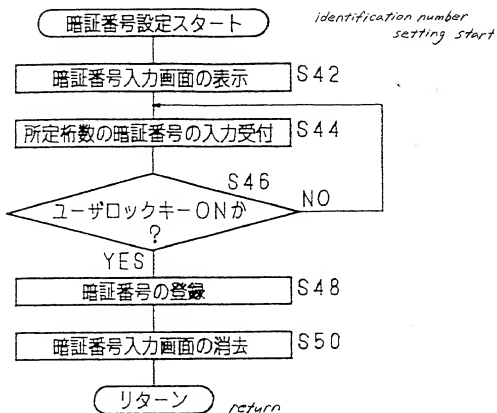 暗証番号設定スタート
identification number
setting start
暗証番号入力画面の表示 S42
所定桁数の暗証番号の入力受付 S44
S46
ユーザロックキーONか
?
NO
YES
暗証番号の登録 S48
暗証番号入力画面の消去 S50
リターン
return